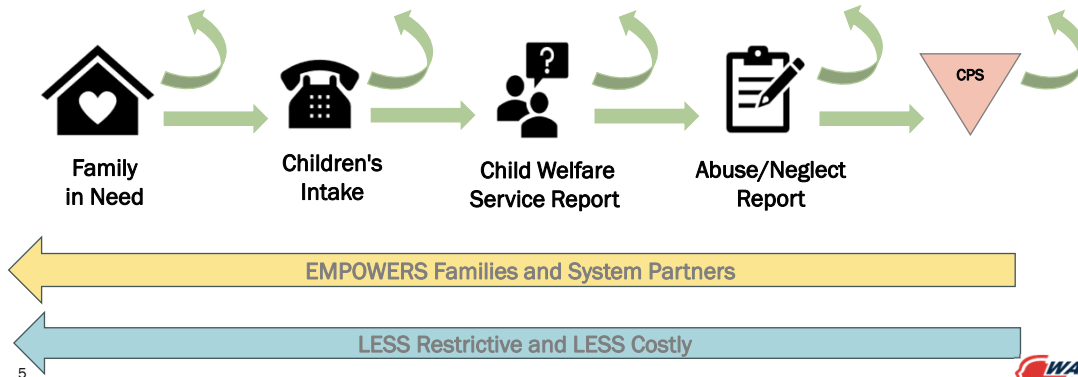 ?
CPS
Family
in Need
Children's
Intake
Child Welfare
Service Report
Abuse/Neglect
Report
EMPOWERS Families and System Partners
LESS Restrictive and LESS Costly
5
WA